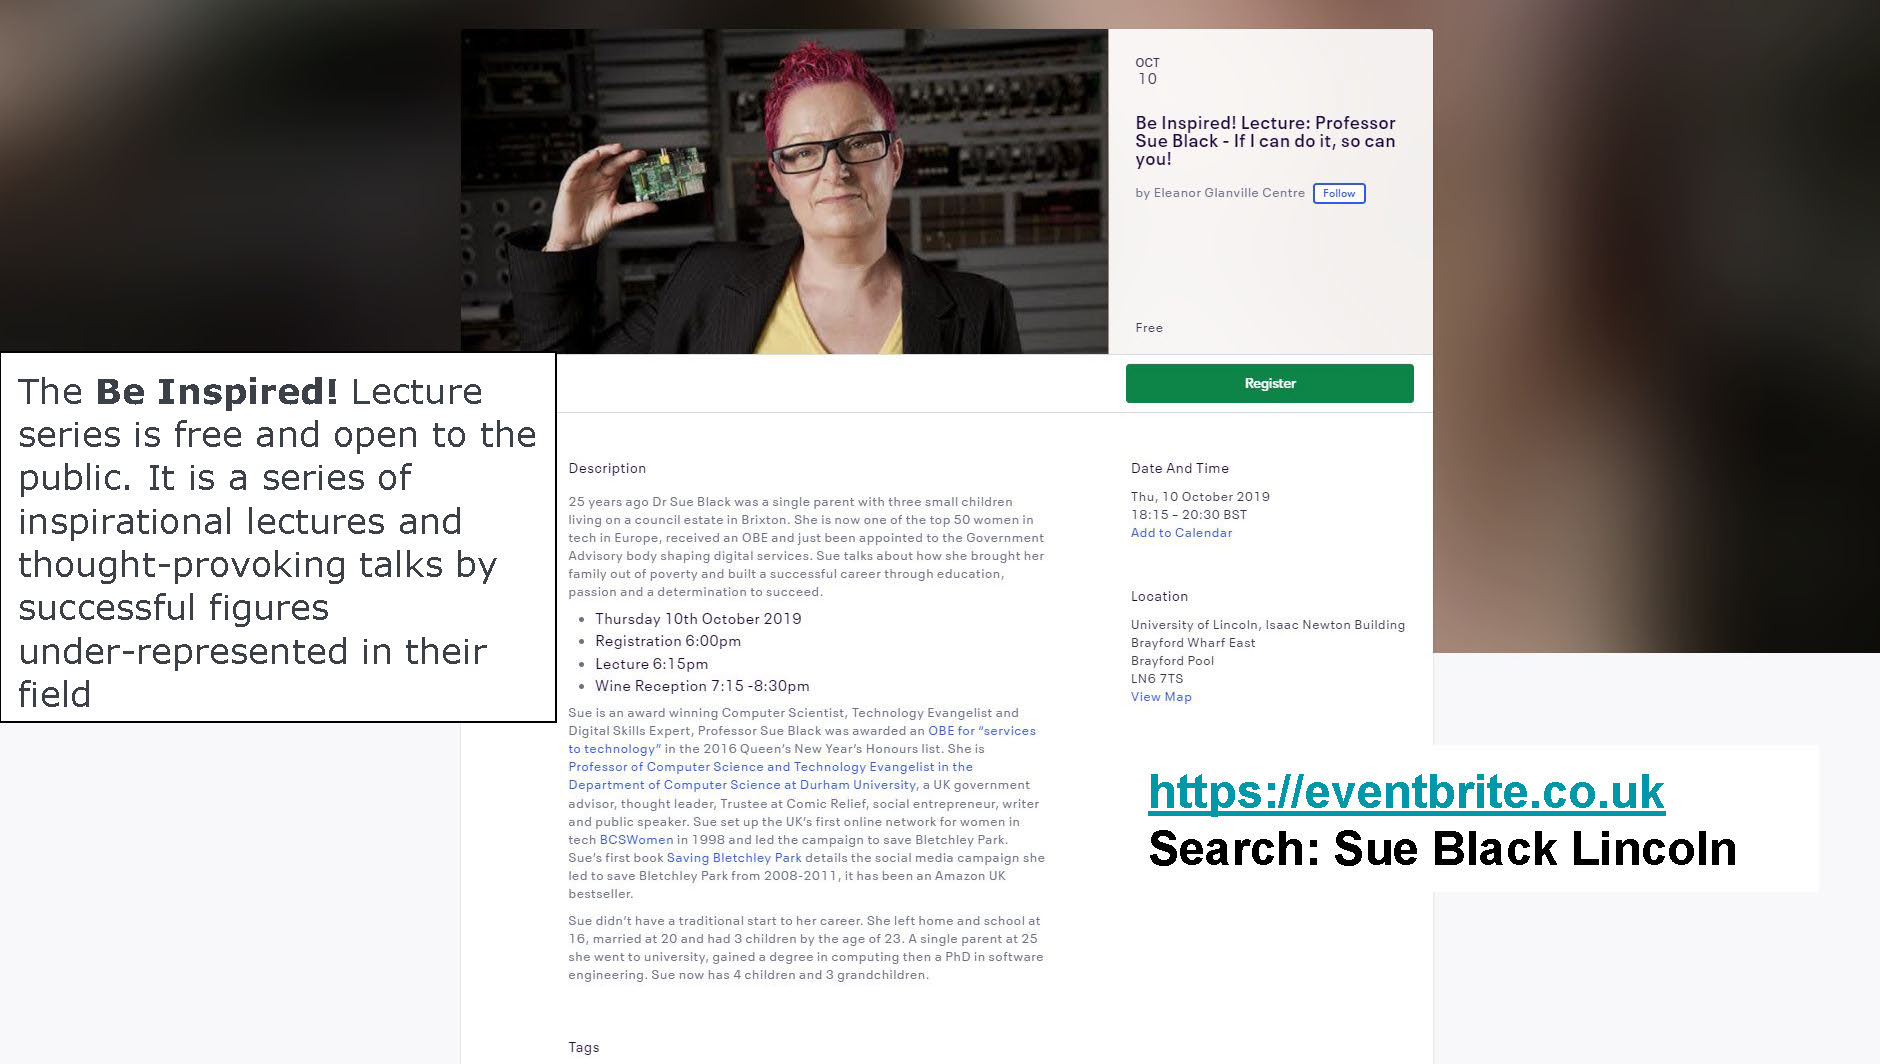 OCT
10
Be Inspired! Lecture: Professor
Sue Black - If I can do it, so can
you!
by Eleanor Glanville Centre Follow
Free
Register
The Be Inspired! Lecture
series is free and open to the
public. It is a series of
inspirational lectures and
thought-provoking talks by
successful figures
under-represented in their
field
Description
25 years ago Dr Sue Black was a single parent with three small children
living on a council estate in Brixton. She is now one of the top 50 women in
tech in Europe, received an OBE and just been appointed to the Government
Advisory body shaping digital services. Sue talks about how she brought her
family out of poverty and built a successful career through education,
passion and a determination to succeed.
• Thursday 10th October 2019
• Registration 6:00pm
• Lecture 6:15pm
• Wine Reception 7:15 -8:30pm
Sue is an award winning Computer Scientist, Technology Evangelist and
Digital Skills Expert, Professor Sue Black was awarded an OBE for “services
to technology” in the 2016 Queen’s New Year’s Honours list. She is
Professor of Computer Science and Technology Evangelist in the
Department of Computer Science at Durham University, a UK government
advisor, thought leader, Trustee at Comic Relief, social entrepreneur, writer
and public speaker. Sue set up the UK’s first online network for women in
tech BCSWomen in 1998 and led the campaign to save Bletchley Park.
Sue’s first book Saving Bletchley Park details the social media campaign she
led to save Bletchley Park from 2008-2011, it has been an Amazon UK
bestseller.
Sue didn’t have a traditional start to her career. She left home and school at
16, married at 20 and had 3 children by the age of 23. A single parent at 25
she went to university, gained a degree in computing then a PhD in software
engineering. Sue now has 4 children and 3 grandchildren.
Tags
Date And Time
Thu, 10 October 2019
18:15 – 20:30 BST
Add to Calendar
Location
University of Lincoln, Isaac Newton Building
Brayford Wharf East
Brayford Pool
LN6 7TS
View Map
https://eventbrite.co.uk
Search: Sue Black Lincoln